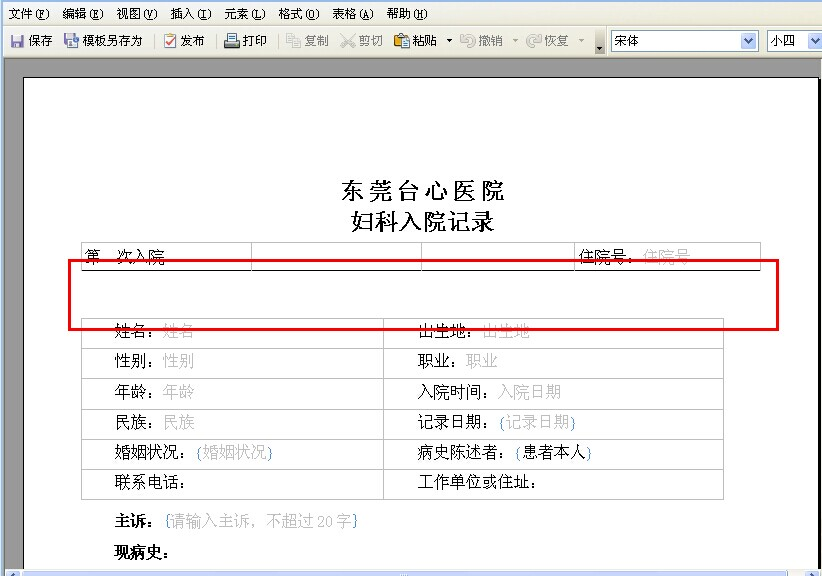 文件(F) 编辑(E) 视图(V) 插入(I) 元素(L) 格式(O) 表格(A) 帮助(H)
保存 模板另存为 发布 打印 复制 剪切 粘贴 撤销 恢复 宋体 小四
东莞台心医院
妇科入院记录
第 次入院 住院号：住院号
姓名：姓名 出生地：出生地
性别：性别 职业：职业
年龄：年龄 入院时间：入院日期
民族：民族 记录日期：{记录日期}
婚姻状况：{婚姻状况} 病史陈述者：{患者本人}
联系电话： 工作单位或住址：
主诉：{请输入主诉，不超过20字}
现病史：